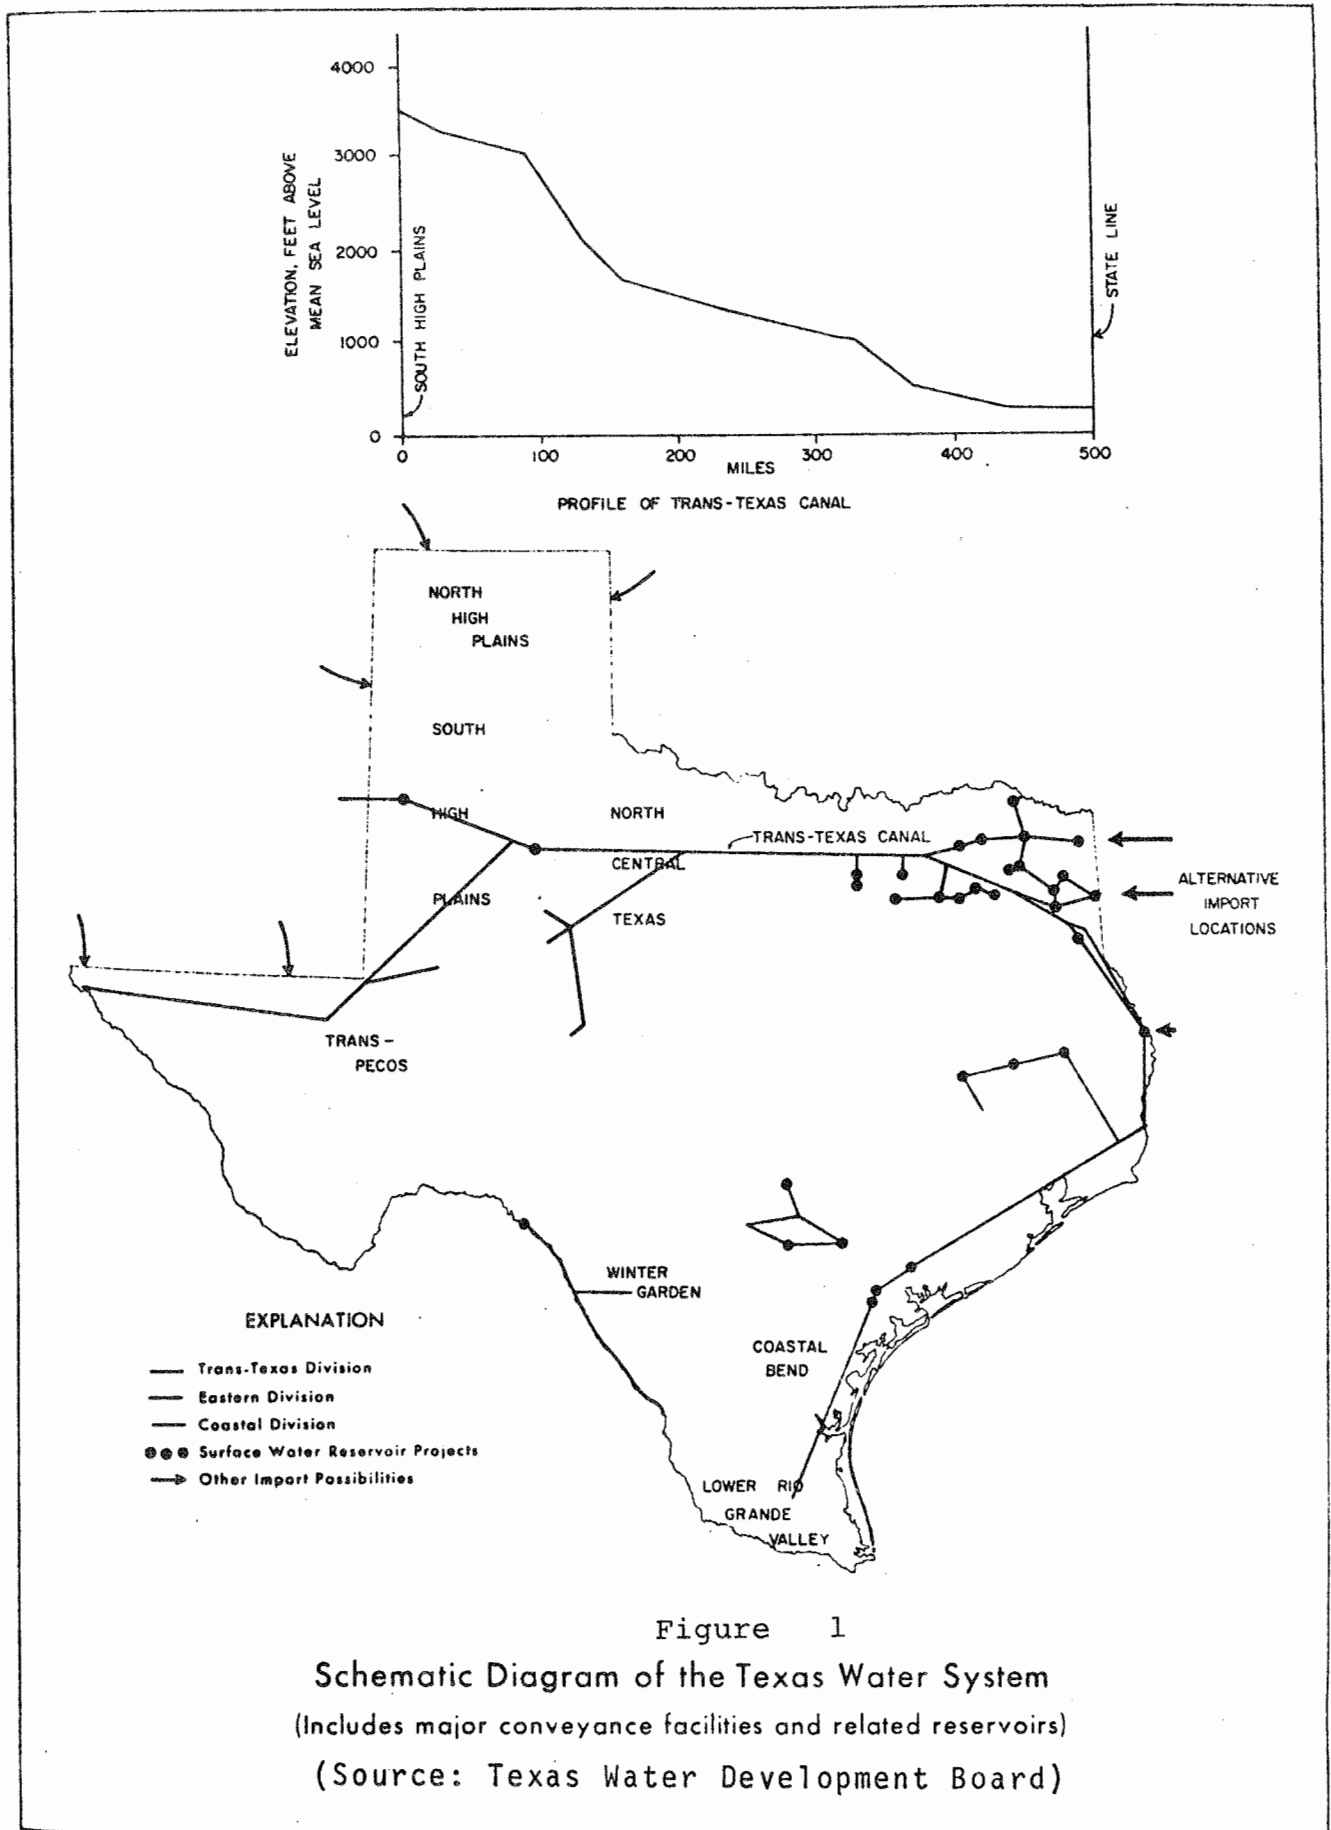 4000
3000
2000
1000
0
ELEVATION, FEET ABOVE
MEAN SEA LEVEL
SOUTH HIGH PLAINS
STATE LINE
0 100 200 300 400 500
MILES
PROFILE OF TRANS-TEXAS CANAL
NORTH
HIGH
PLAINS
SOUTH
HIGH
PLAINS
NORTH
CENTRAL
TEXAS
TRANS-TEXAS CANAL
ALTERNATIVE
IMPORT
LOCATIONS
TRANS-
PECOS
WINTER
GARDEN
COASTAL
BEND
LOWER RIO
GRANDE
VALLEY
EXPLANATION
Trans-Texas Division
Eastern Division
Coastal Division
Surface Water Reservoir Projects
Other Import Possibilities
Figure 1
Schematic Diagram of the Texas Water System
(Includes major conveyance facilities and related reservoirs)
(Source: Texas Water Development Board)